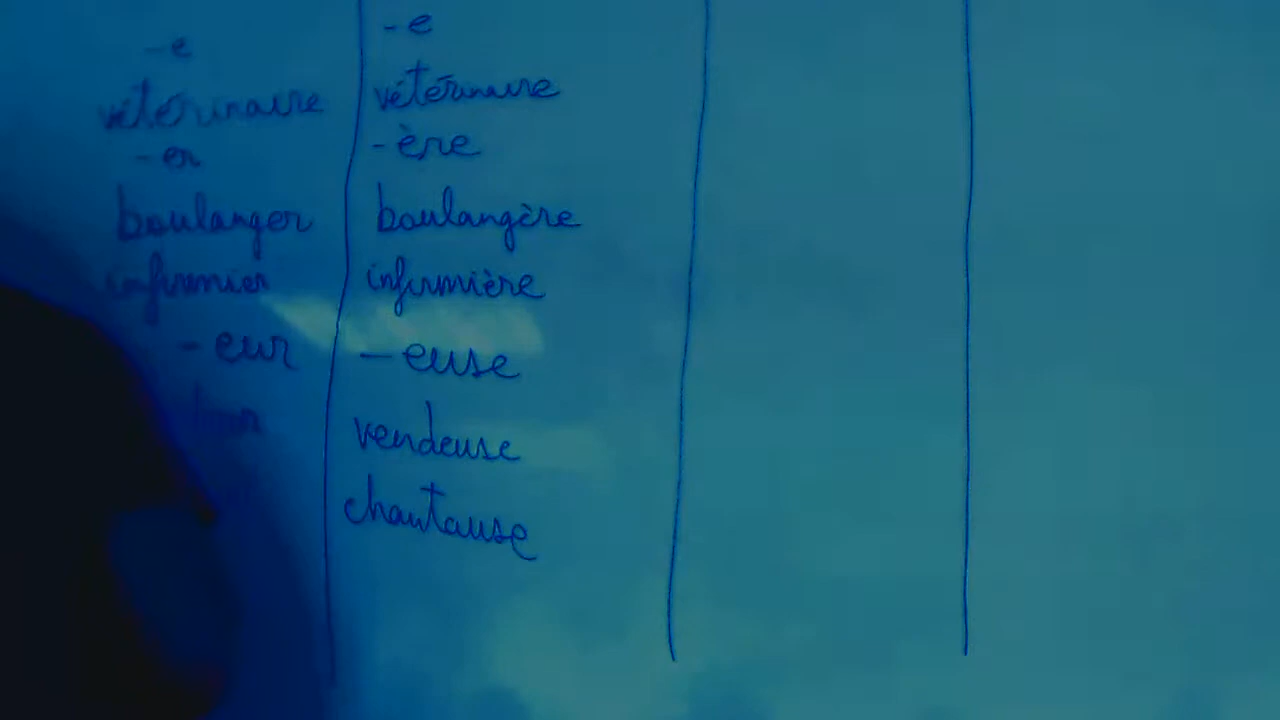 -e
vétérinaire
-er
boulanger
infirmier
-eur
-e
vétérinaire
-ère
boulangère
infirmière
-euse
vendeuse
chanteuse